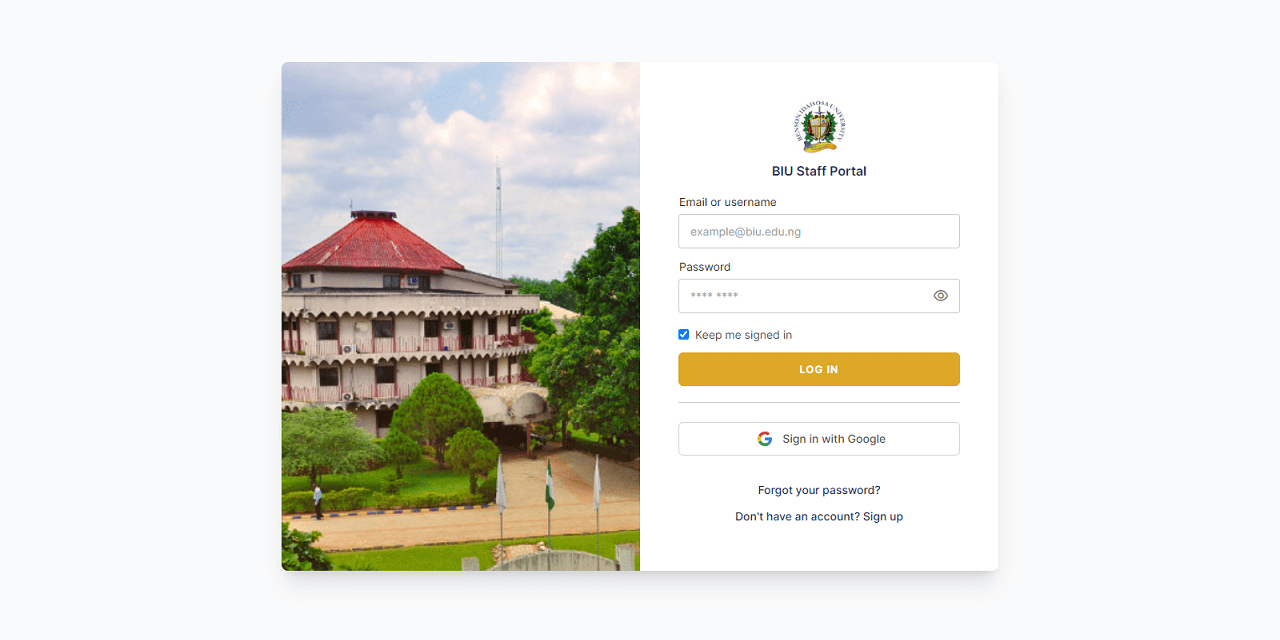 BENSON IDAHOSA UNIVERSITY
BIU Staff Portal
Email or username
example@biu.edu.ng
Password
**** ****
Keep me signed in
LOG IN
Sign in with Google
Forgot your password?
Don't have an account? Sign up